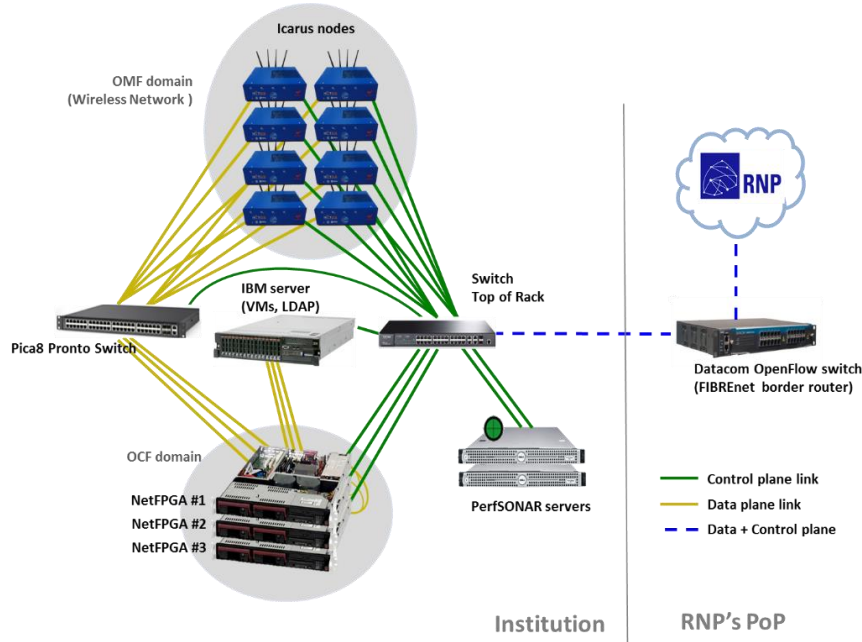 Icarus nodes
OMF domain
(Wireless Network )
RNP
Switch
Top of Rack
IBM server
(VMs, LDAP)
Pica8 Pronto Switch
Datacom OpenFlow switch
(FIBREnet border router)
OCF domain
NetFPGA #1
NetFPGA #2
NetFPGA #3
PerfSONAR servers
Control plane link
Data plane link
Data + Control plane
Institution
RNP's PoP